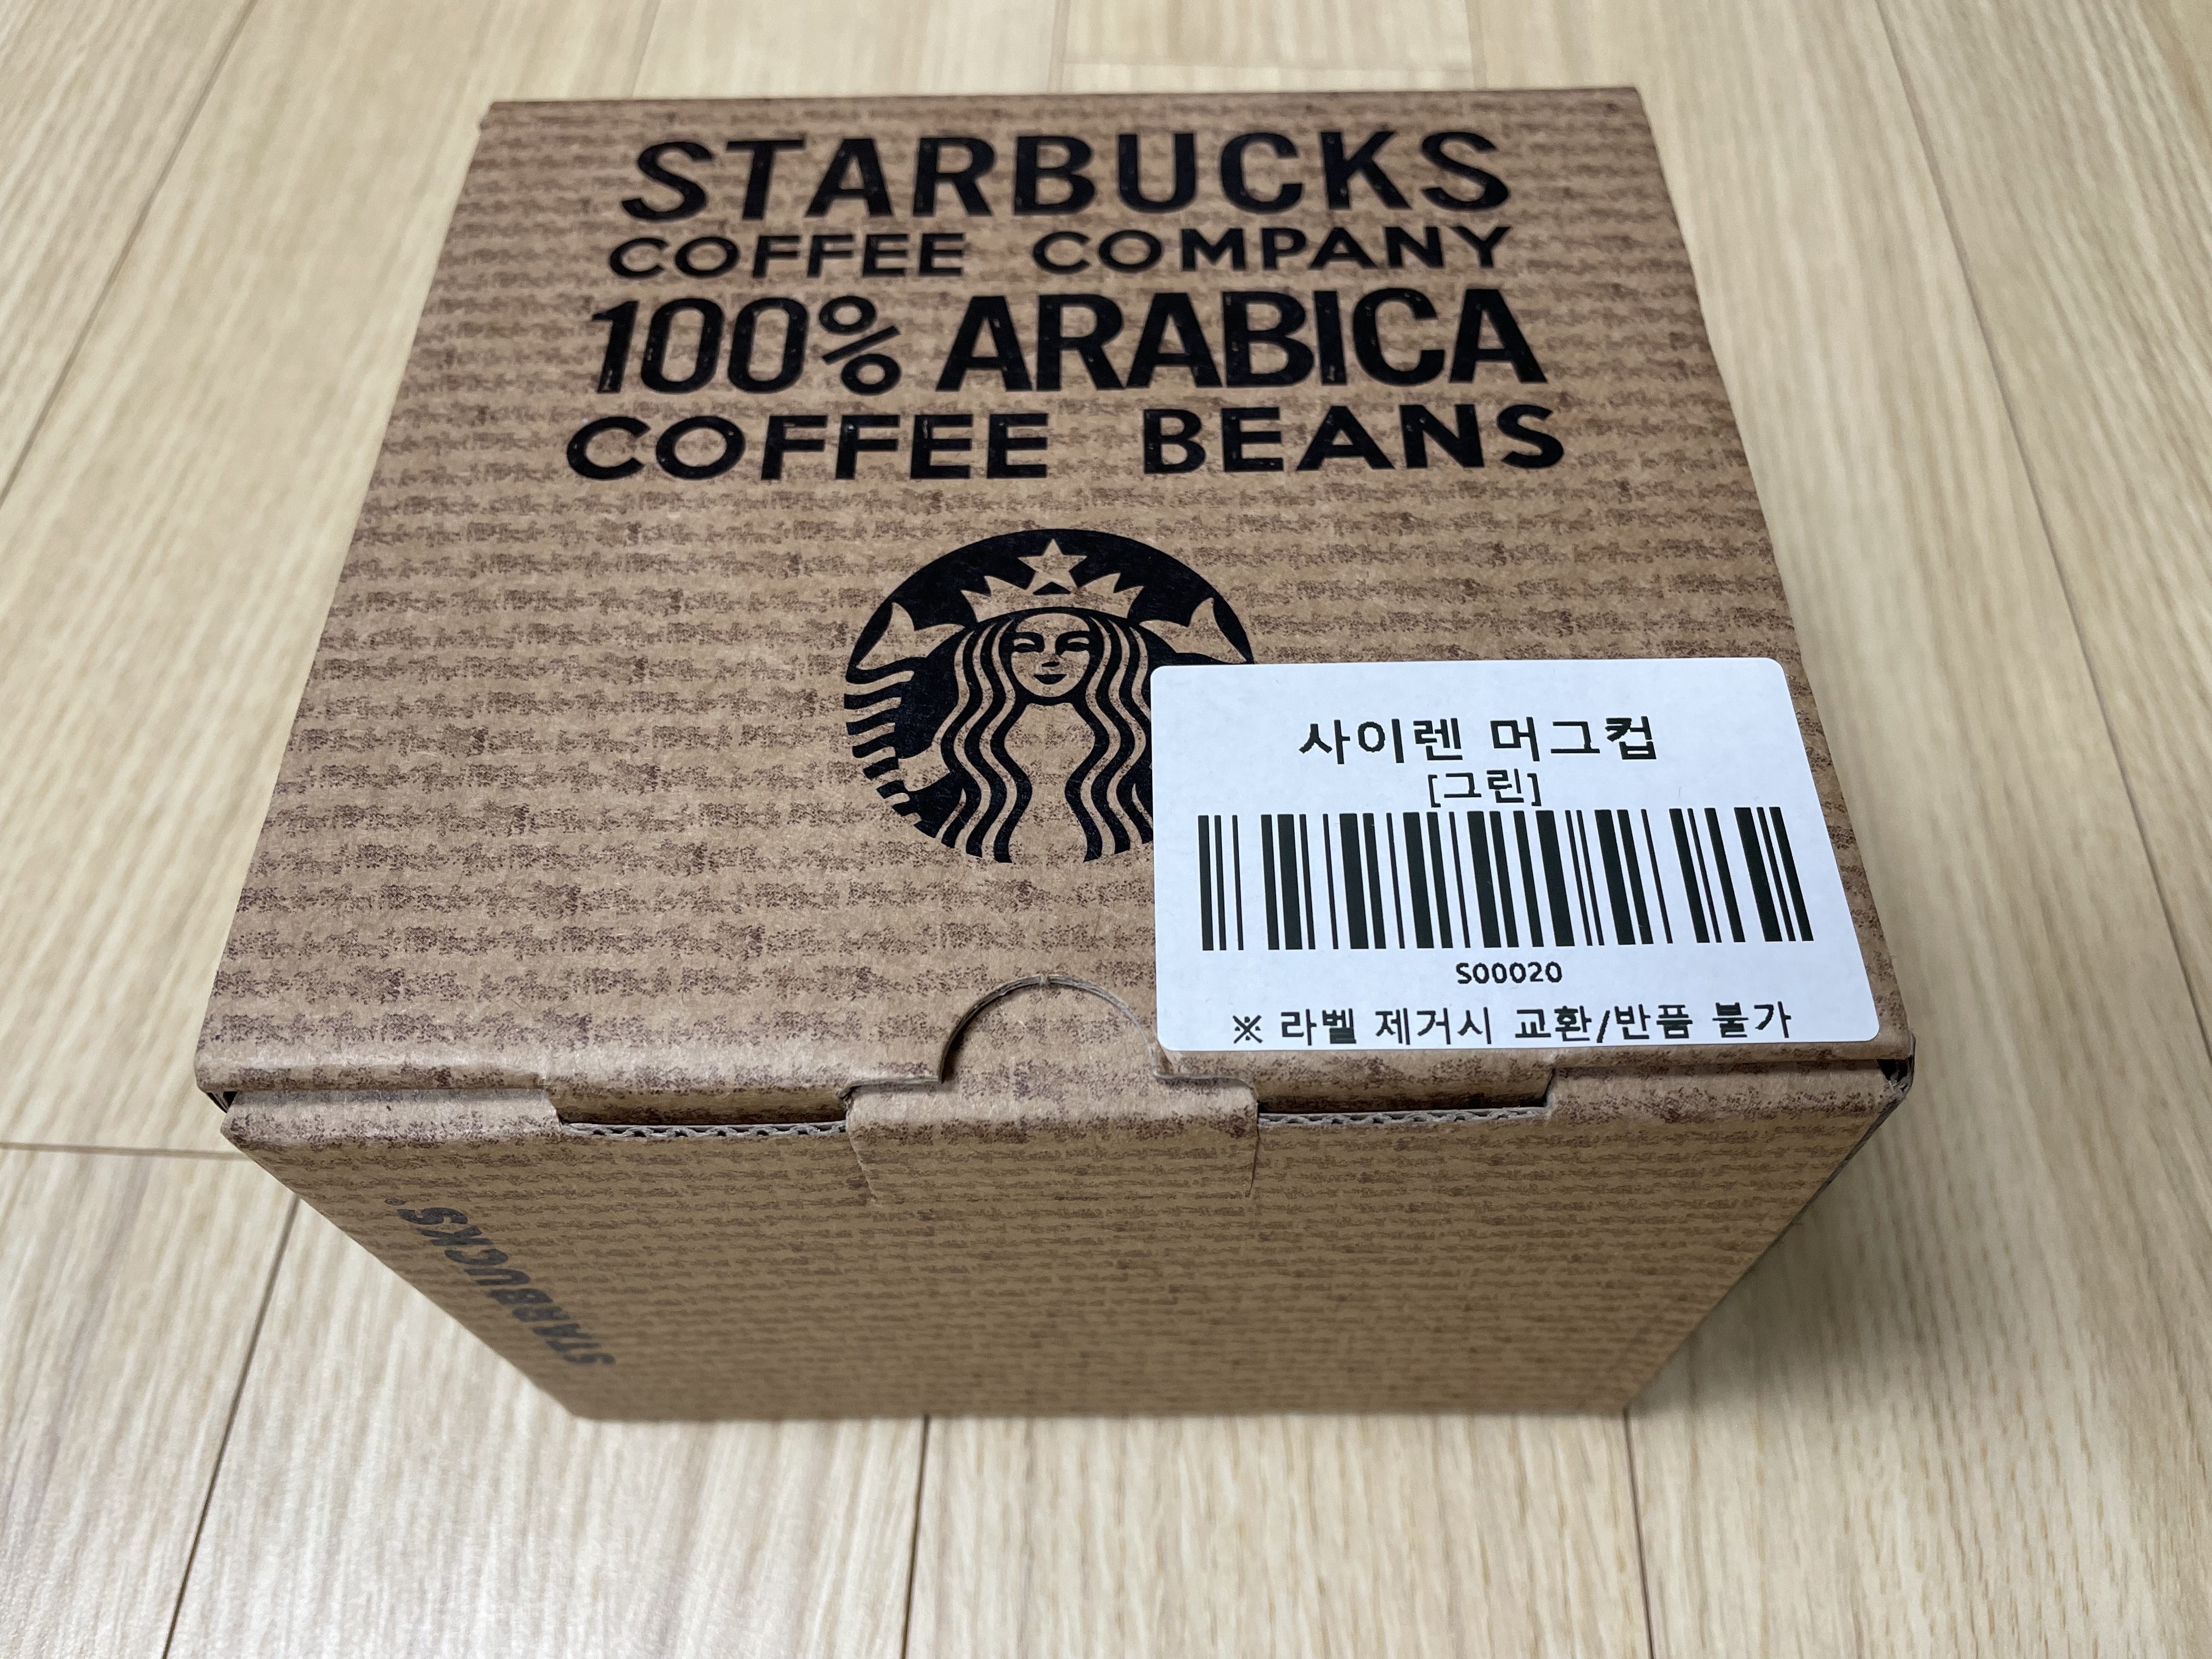 STARBUCKS
COFFEE COMPANY
100% ARABICA
COFFEE BEANS
사이렌 머그컵
[그린]
S00020
※ 라벨 제거시 교환/반품 불가
STARBUCKS®